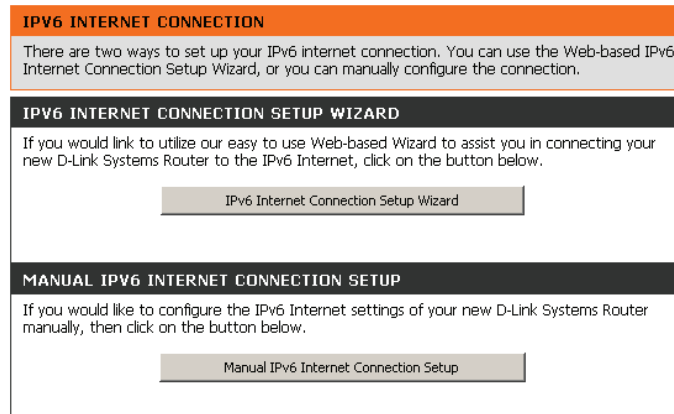 IPV6 INTERNET CONNECTION
There are two ways to set up your IPv6 internet connection. You can use the Web-based IPv6
Internet Connection Setup Wizard, or you can manually configure the connection.
IPV6 INTERNET CONNECTION SETUP WIZARD
If you would link to utilize our easy to use Web-based Wizard to assist you in connecting your
new D-Link Systems Router to the IPv6 Internet, click on the button below.
IPv6 Internet Connection Setup Wizard
MANUAL IPV6 INTERNET CONNECTION SETUP
If you would like to configure the IPv6 Internet settings of your new D-Link Systems Router
manually, then click on the button below.
Manual IPv6 Internet Connection Setup